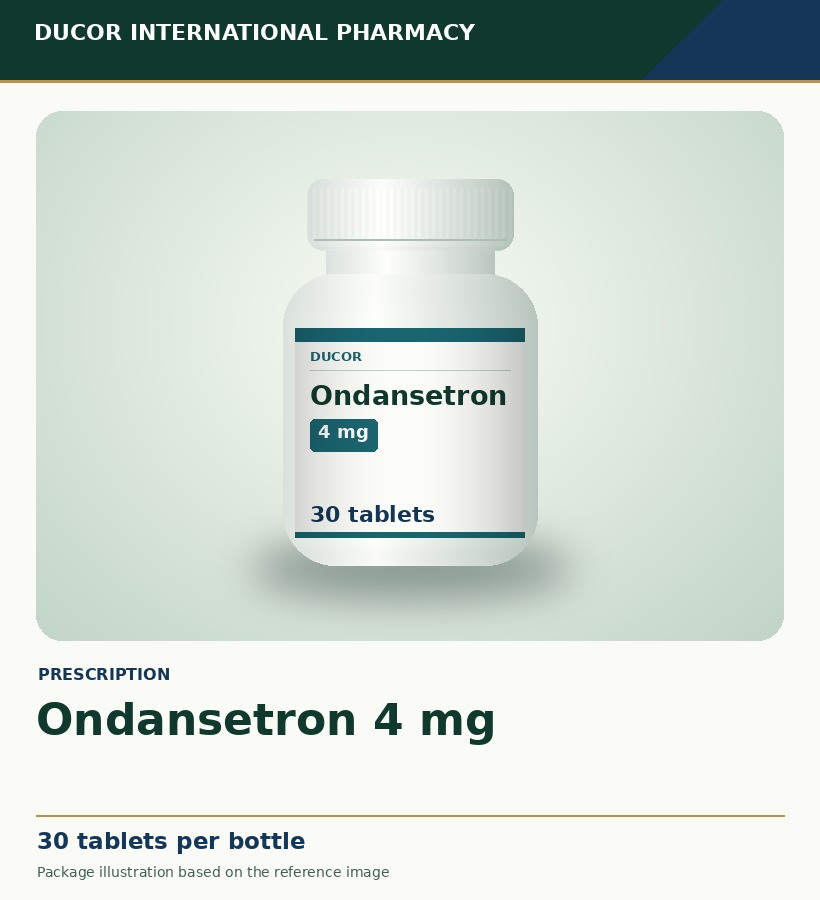 DUCOR INTERNATIONAL PHARMACY
DUCOR
Ondansetron
4 mg
30 tablets
PRESCRIPTION
Ondansetron 4 mg
30 tablets per bottle
Package illustration based on the reference image